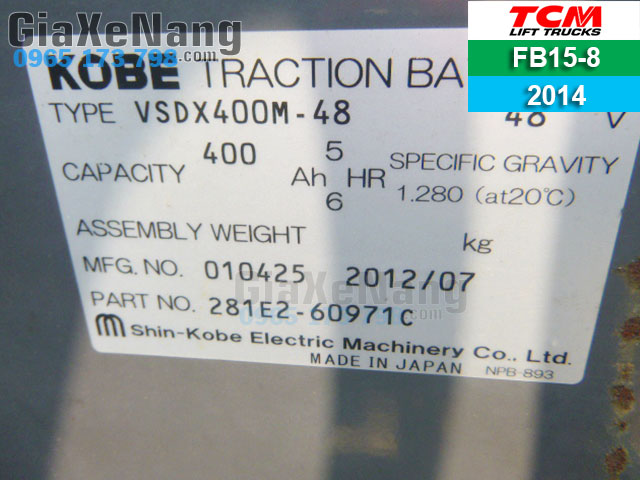 GiaXeNang
0965 173 798.com
TCM
LIFT TRUCKS
FB15-8
2014
KOBE TRACTION BA
TYPE VSDX400M-48 48 V
CAPACITY 400 Ah 5 6 HR SPECIFIC GRAVITY
1.280 (at20℃)
ASSEMBLY WEIGHT kg
MFG. NO. 010425 2012/07
GiaXeNang
PART NO. 281E2-60971C
Shin-Kobe Electric Machinery Co., Ltd.
MADE IN JAPAN NPB-893